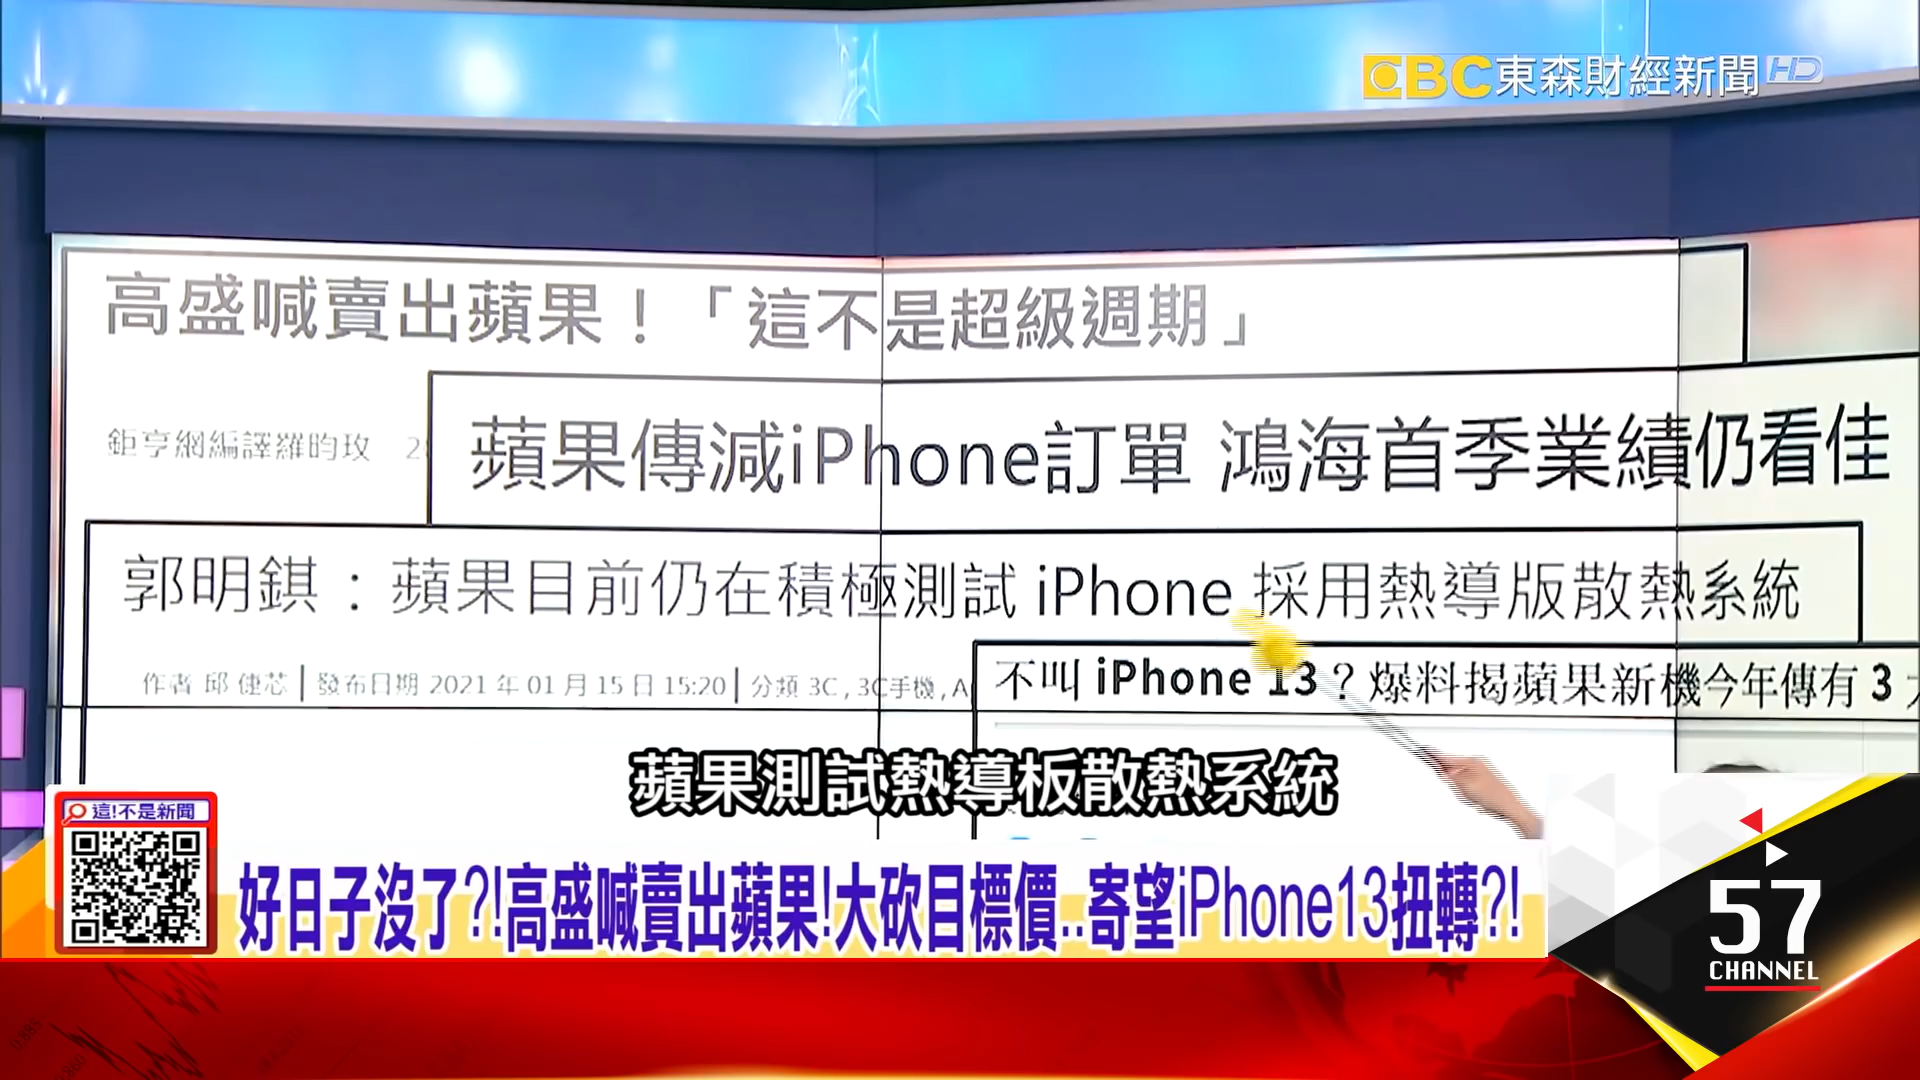 EBC東森財經新聞HD
高盛喊賣出蘋果！「這不是超級週期」
鉅亨網編譯羅昀玫 2
蘋果傳減iPhone訂單 鴻海首季業績仍看佳
郭明錤：蘋果目前仍在積極測試 iPhone 採用熱導版散熱系統
作者 邱 倢芯 | 發布日期 2021 年 01 月 15 日 15:20 | 分類 3C , 3C手機 , A
不叫 iPhone 13？爆料揭蘋果新機今年傳有 3
蘋果測試熱導板散熱系統
這!不是新聞
好日子沒了?!高盛喊賣出蘋果!大砍目標價..寄望iPhone13扭轉?!
57
CHANNEL
0.885
0.860